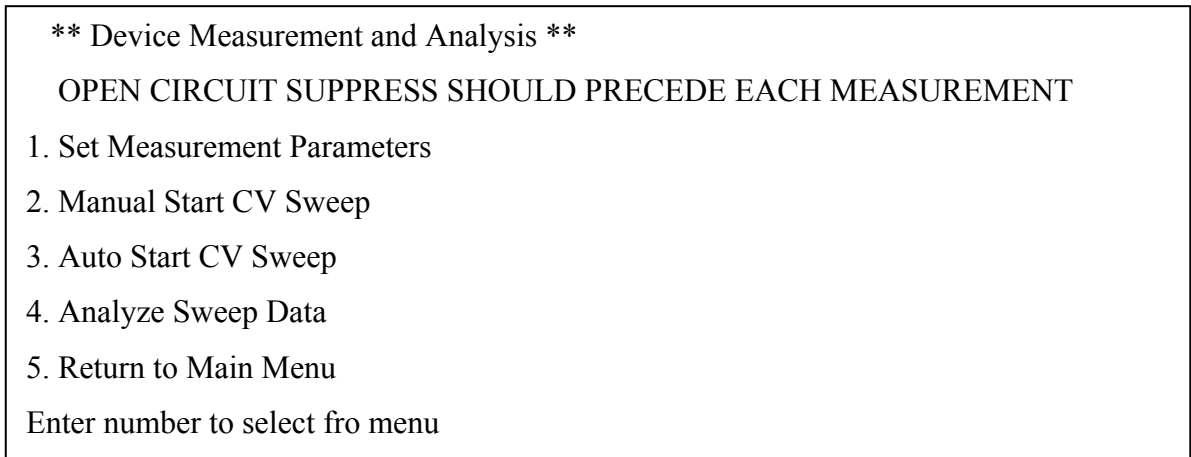 ** Device Measurement and Analysis **
OPEN CIRCUIT SUPPRESS SHOULD PRECEDE EACH MEASUREMENT
1. Set Measurement Parameters
2. Manual Start CV Sweep
3. Auto Start CV Sweep
4. Analyze Sweep Data
5. Return to Main Menu
Enter number to select fro menu